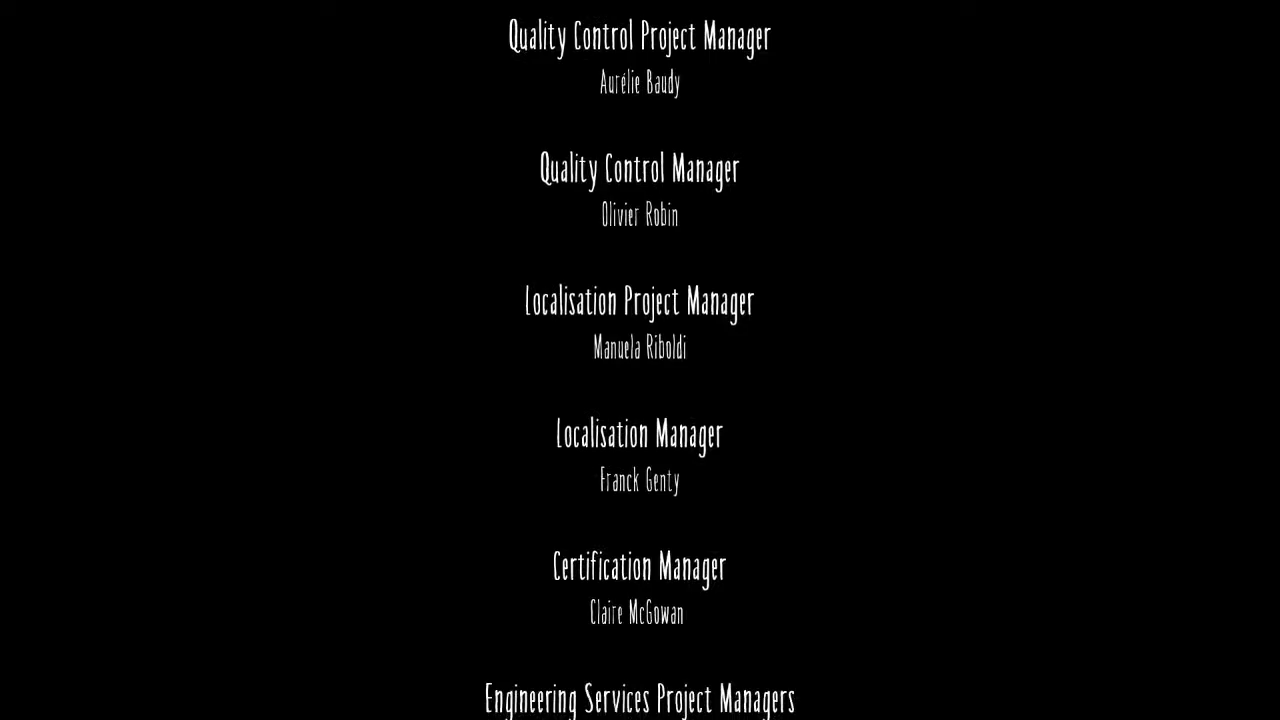 Quality Control Project Manager
Aurélie Baudy
Quality Control Manager
Olivier Robin
Localisation Project Manager
Manuela Riboldi
Localisation Manager
Franck Genty
Certification Manager
Claire McGowan
Engineering Services Project Managers